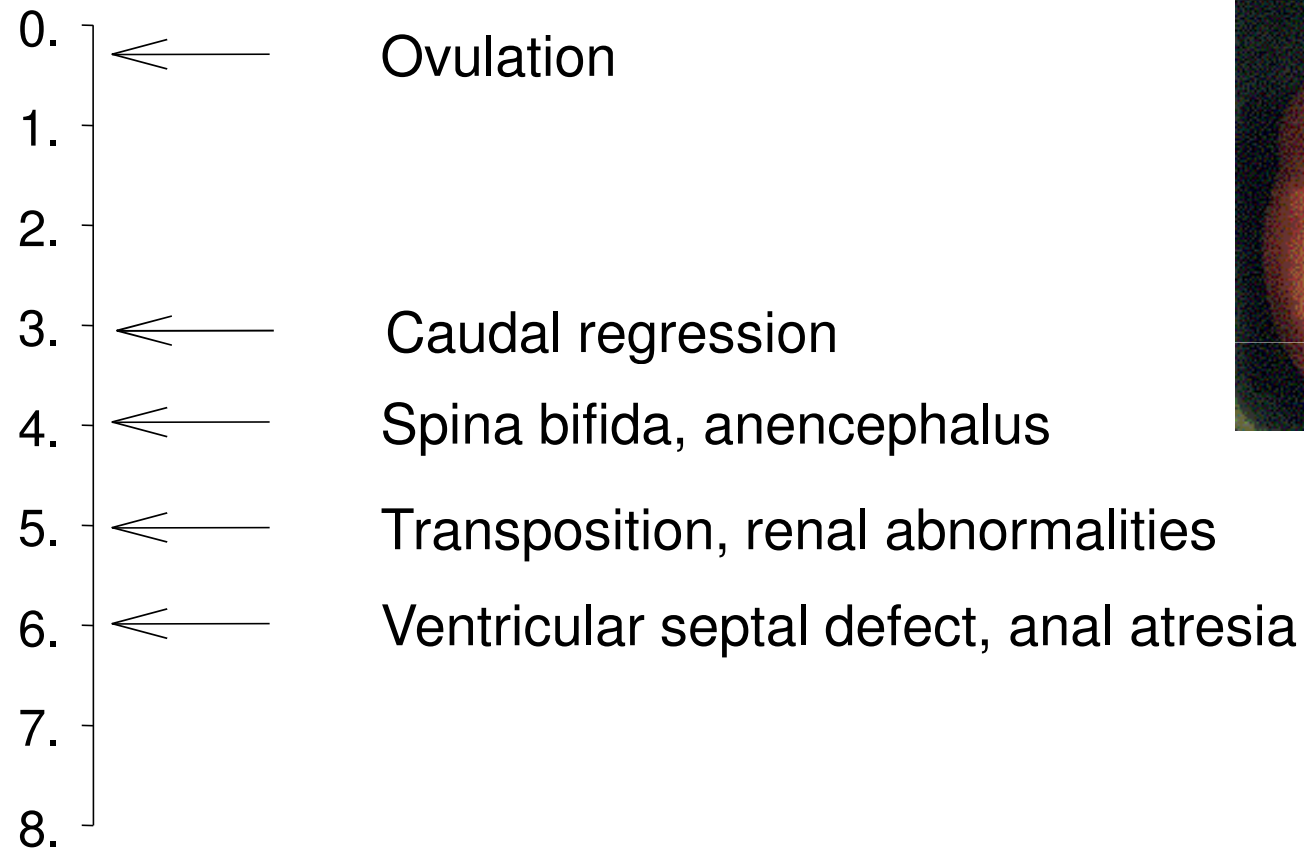 0.
Ovulation
1.
2.
3.
Caudal regression
4.
Spina bifida, anencephalus
5.
Transposition, renal abnormalities
6.
Ventricular septal defect, anal atresia
7.
8.